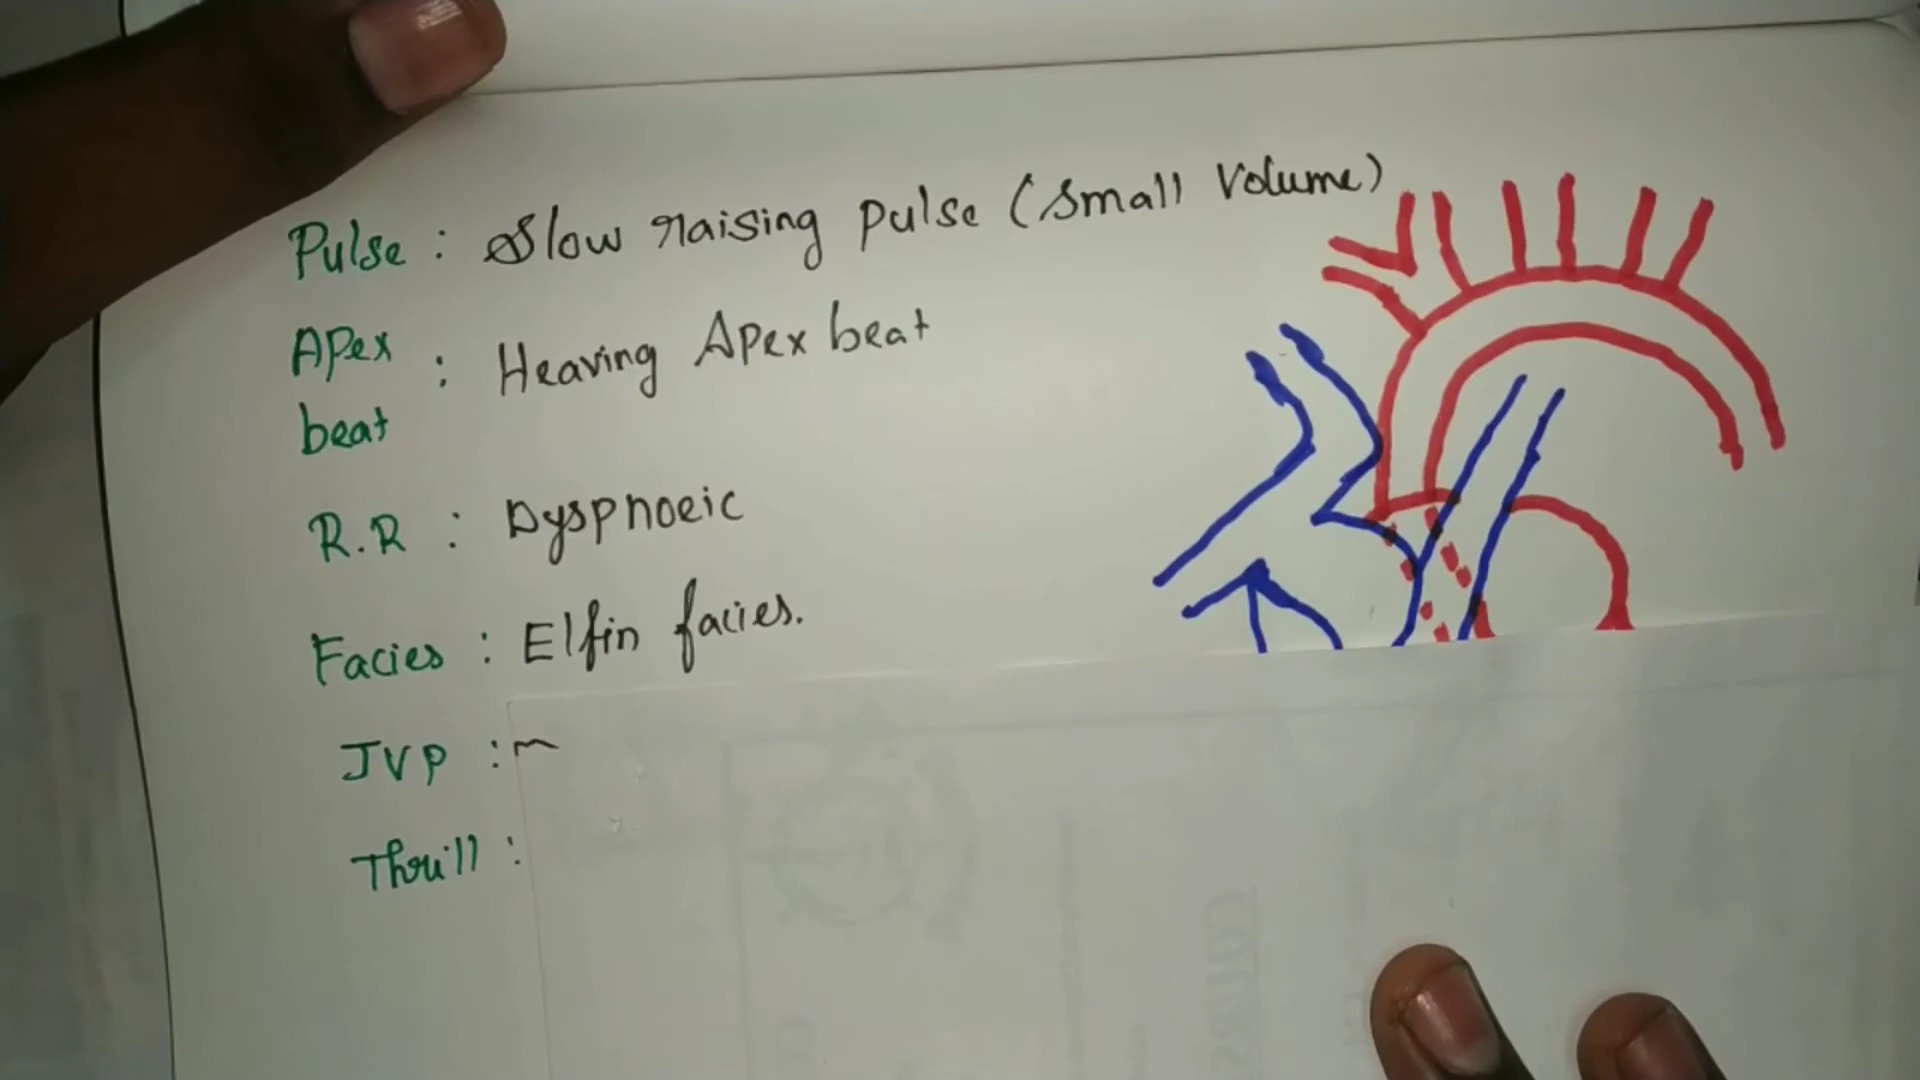 Pulse : Slow raising pulse (small volume)
Apex
beat : Heaving Apex beat
R.R : Dyspnoeic
Facies : Elfin facies.
JVP :
Thrill :